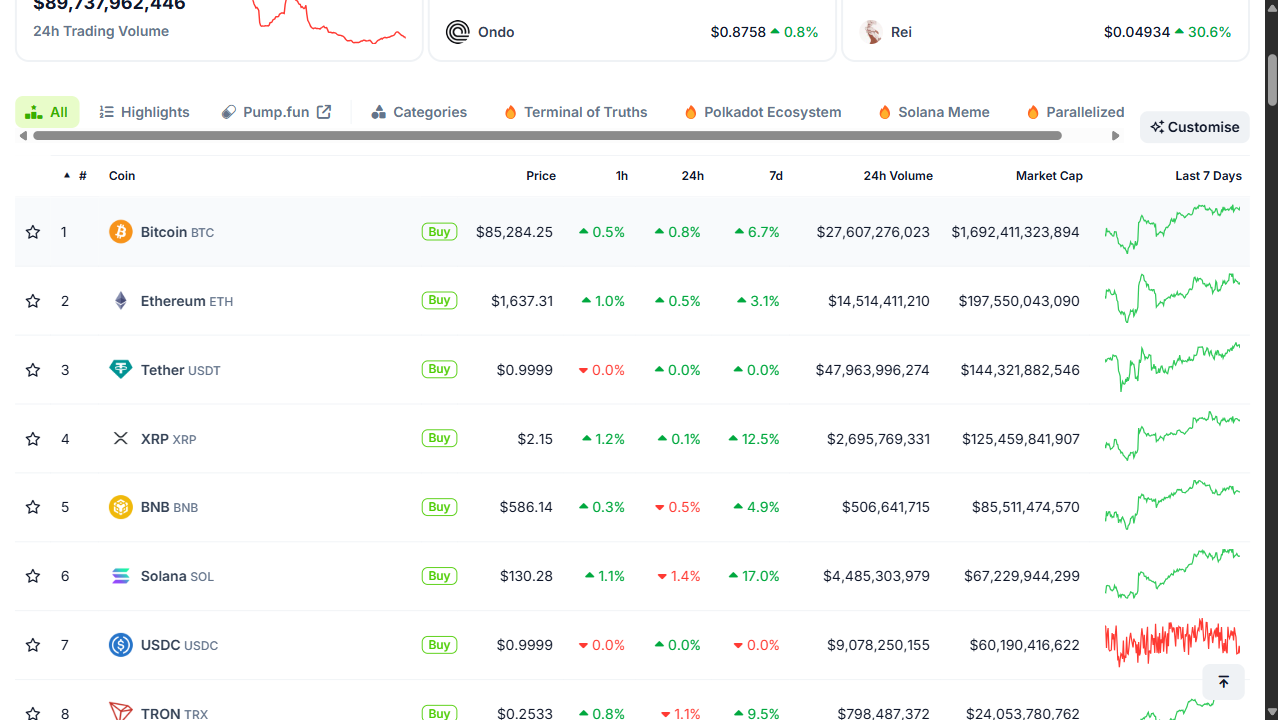 $89,737,962,446
24h Trading Volume
Ondo $0.8758 0.8%
Rei $0.04934 30.6%
All Highlights Pump.fun Categories Terminal of Truths Polkadot Ecosystem Solana Meme Parallelized
Customise
# Coin Price 1h 24h 7d 24h Volume Market Cap Last 7 Days
1 Bitcoin BTC Buy $85,284.25 0.5% 0.8% 6.7% $27,607,276,023 $1,692,411,323,894
2 Ethereum ETH Buy $1,637.31 1.0% 0.5% 3.1% $14,514,411,210 $197,550,043,090
3 Tether USDT Buy $0.9999 0.0% 0.0% 0.0% $47,963,996,274 $144,321,882,546
4 XRP XRP Buy $2.15 1.2% 0.1% 12.5% $2,695,769,331 $125,459,841,907
5 BNB BNB Buy $586.14 0.3% 0.5% 4.9% $506,641,715 $85,511,474,570
6 Solana SOL Buy $130.28 1.1% 1.4% 17.0% $4,485,303,979 $67,229,944,299
7 USDC USDC Buy $0.9999 0.0% 0.0% 0.0% $9,078,250,155 $60,190,416,622
8 TRON TRX Buy $0.2533 0.8% 1.1% 9.5% $798,487,372 $24,053,780,762